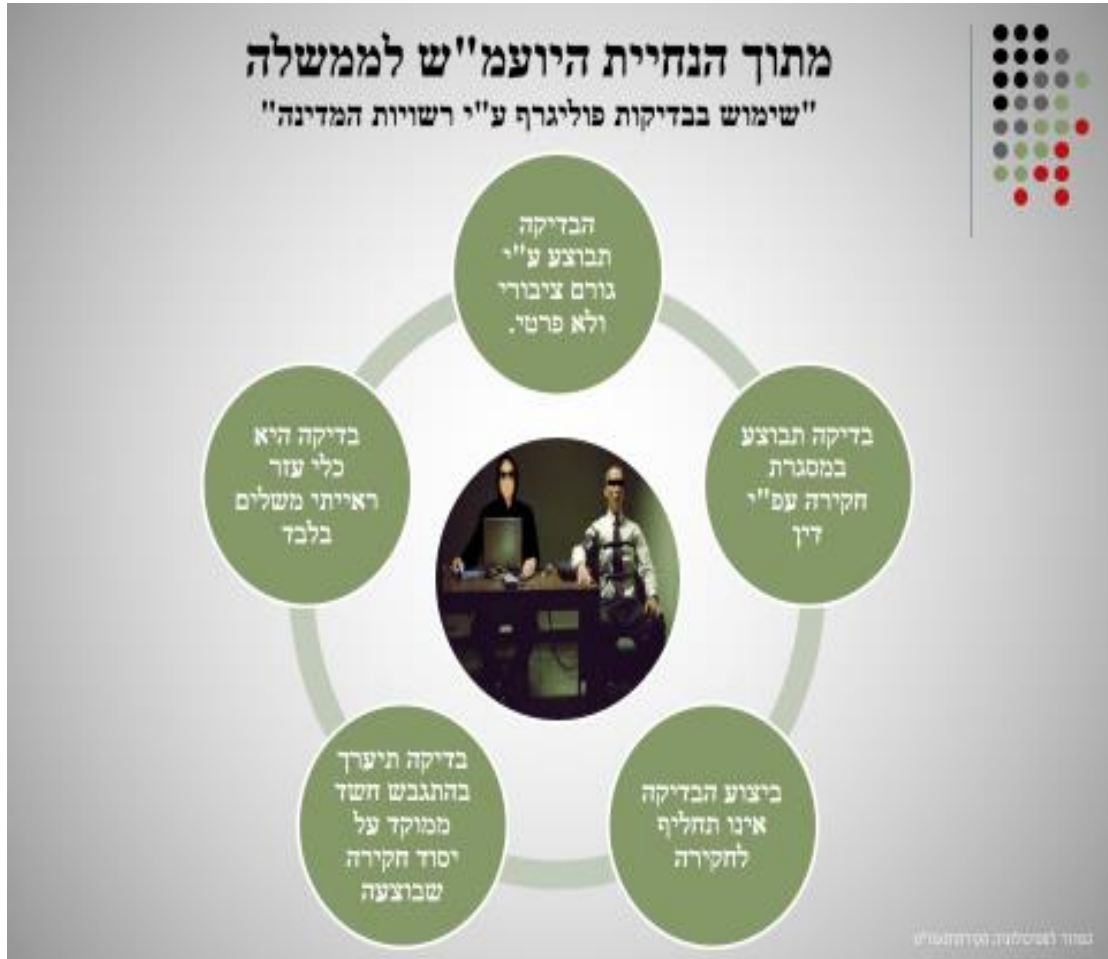 מתוך הנחיית היועמ"ש לממשלה
"שימוש בבדיקות פוליגרף ע"י רשויות המדינה"
הבדיקה
תבוצע ע"י
גורם ציבורי
ולא פרטי.
בדיקה תבוצע
במסגרת
חקירה עפ"י
דין
ביצוע הבדיקה
אינו תחליף
לחקירה
בדיקה תיערך
בהתגבש חשד
ממוקד על
יסוד חקירה
שבוצעה
בדיקה היא
כלי עזר
ראייתי משלים
בלבד